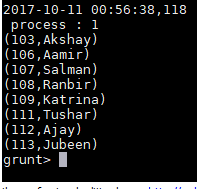 2017-10-11 00:56:38,118
process : 1
(103,Akshay)
(106,Aamir)
(107,Salman)
(108,Ranbir)
(109,Katrina)
(111,Tushar)
(112,Ajay)
(113,Jubeen)
grunt>